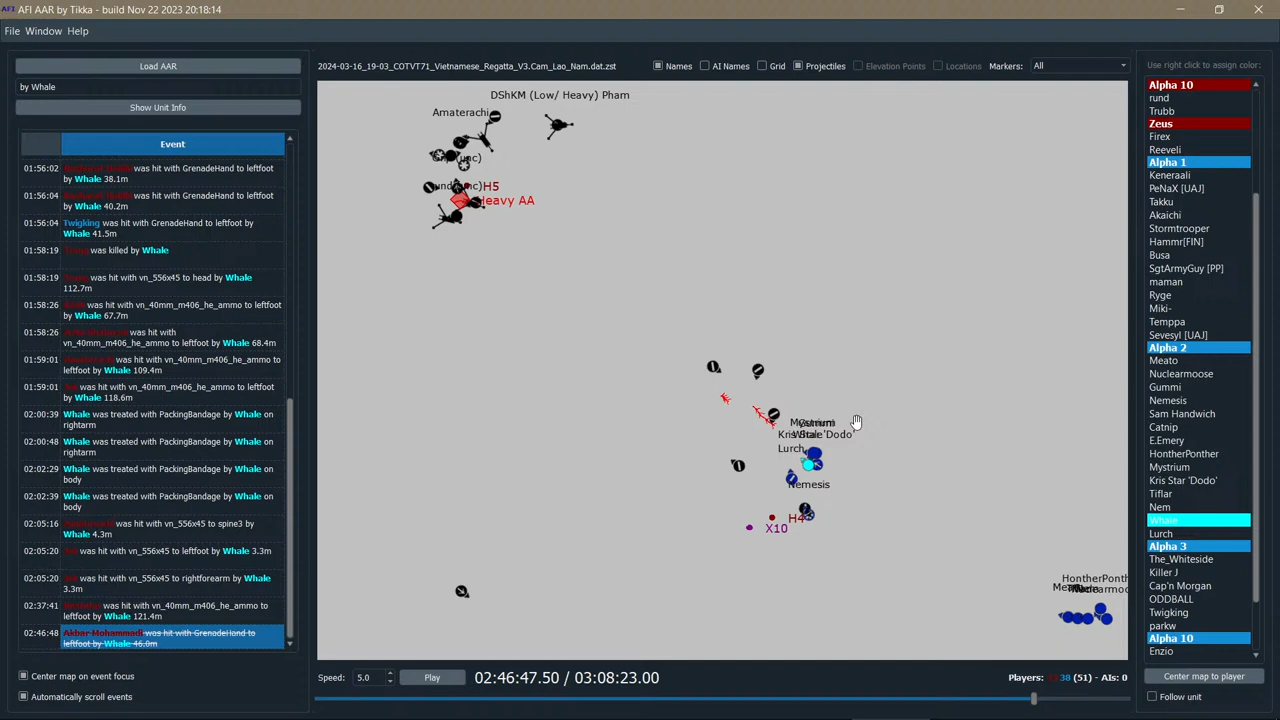 AFI AFI AAR by Tikka - build Nov 22 2023 20:18:14
File Window Help
Load AAR
by Whale
Show Unit Info
Event
01:56:02 was hit with GrenadeHand to leftfoot
by Whale 38.1m
01:56:04 was hit with GrenadeHand to leftfoot
by Whale 40.2m
01:56:04 Twigking was hit with GrenadeHand to leftfoot by
Whale 41.5m
01:58:19 was killed by Whale
01:58:19 was hit with vn_556x45 to head by Whale
112.7m
01:58:26 was hit with vn_40mm_m406_he_ammo to leftfoot
by Whale 67.7m
01:58:26 was hit with
vn_40mm_m406_he_ammo to leftfoot by Whale 68.4m
01:59:01 was hit with vn_40mm_m406_he_ammo to
leftfoot by Whale 109.4m
01:59:01 was hit with vn_40mm_m406_he_ammo to leftfoot
by Whale 118.6m
02:00:39 Whale was treated with PackingBandage by Whale on
rightarm
02:00:48 Whale was treated with PackingBandage by Whale on
rightarm
02:02:29 Whale was treated with PackingBandage by Whale on
body
02:02:39 Whale was treated with PackingBandage by Whale on
body
02:05:16 was hit with vn_556x45 to spine3 by
Whale 4.3m
02:05:20 was hit with vn_556x45 to leftfoot by Whale 3.3m
02:05:20 was hit with vn_556x45 to rightforearm by Whale
3.3m
02:37:41 was hit with vn_40mm_m406_he_ammo to
leftfoot by Whale 121.4m
02:46:48 Akbar Mohammadi was hit with GrenadeHand to
leftfoot by Whale 46.0m
Center map on event focus
Automatically scroll events
2024-03-16_19-03_COTVT71_Vietnamese_Regatta_V3.Cam_Lao_Nam.dat.zst
Names AI Names Grid Projectiles Elevation Points Locations Markers: All
DShKM (Low/ Heavy) Pham
Amaterachi
H5
Heavy AA
Mystrium
Kris Star 'Dodo'
Lurch
Nemesis
H4
X10
HontherPonth
Speed: 5.0 Play 02:46:47.50 / 03:08:23.00 Players: 38 (51) - AIs: 0
Use right click to assign color:
Alpha 10
rund
Trubb
Zeus
Firex
Reeveli
Alpha 1
Keneraali
PeNaX [UAJ]
Takku
Akaichi
Stormtrooper
Hammr[FIN]
Busa
SgtArmyGuy [PP]
maman
Ryge
Miki-
Temppa
Sevesyl [UAJ]
Alpha 2
Meato
Nuclearmoose
Gummi
Nemesis
Sam Handwich
Catnip
E.Emery
HontherPonther
Mystrium
Kris Star 'Dodo'
Tiflar
Nem
Whale
Lurch
Alpha 3
The_Whiteside
Killer J
Cap'n Morgan
ODDBALL
Twigking
parkw
Alpha 10
Enzio
Center map to player
Follow unit